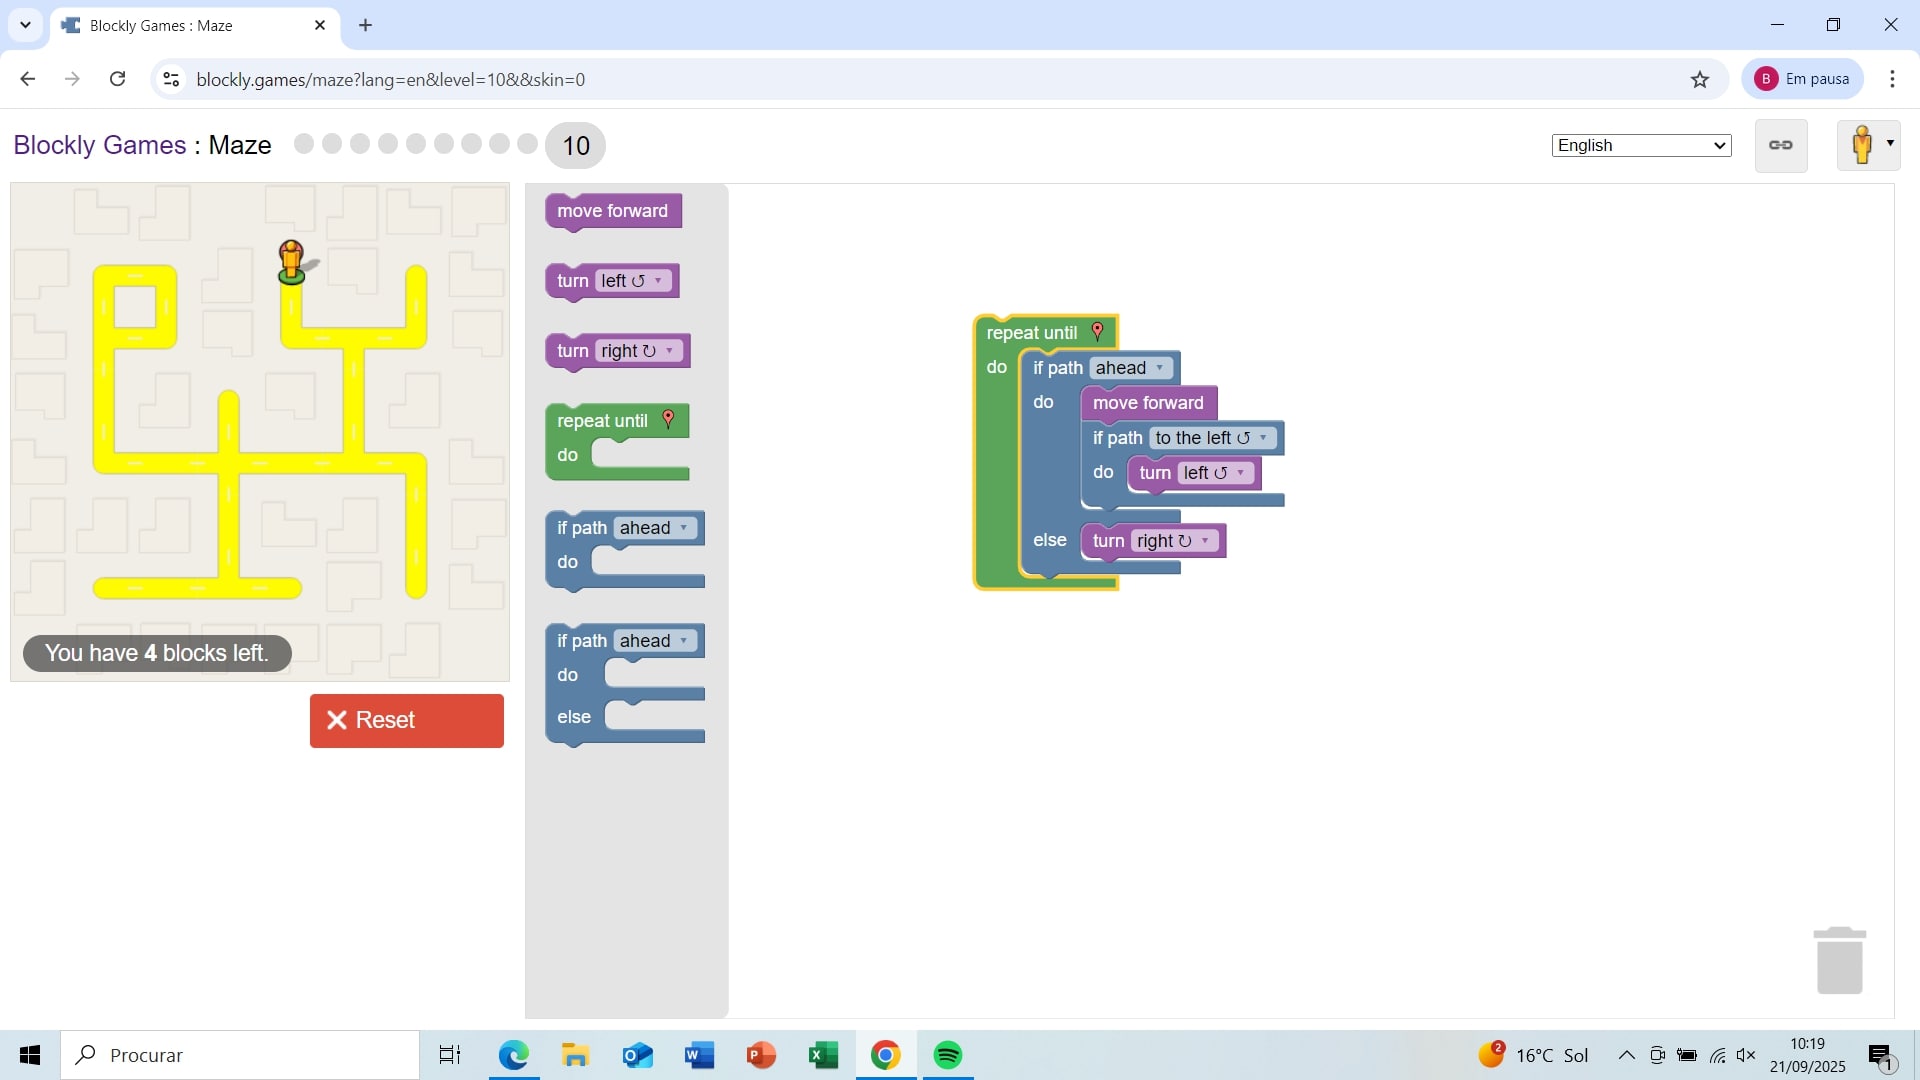 Blockly Games : Maze
blockly.games/maze?lang=en&level=10&&skin=0
B Em pausa
Blockly Games : Maze 10
English
You have 4 blocks left.
Reset
move forward
turn left ↺
turn right ↻
repeat until
do
if path ahead
do
if path ahead
do
else
repeat until
do if path ahead
do move forward
if path to the left ↺
do turn left ↺
else turn right ↻
Procurar
2
16°C Sol
10:19
21/09/2025
1